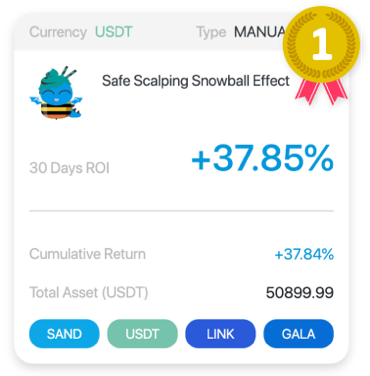 Currency USDT Type MANUA
1
Safe Scalping Snowball Effect
30 Days ROI +37.85%
Cumulative Return +37.84%
Total Asset (USDT) 50899.99
SAND USDT LINK GALA